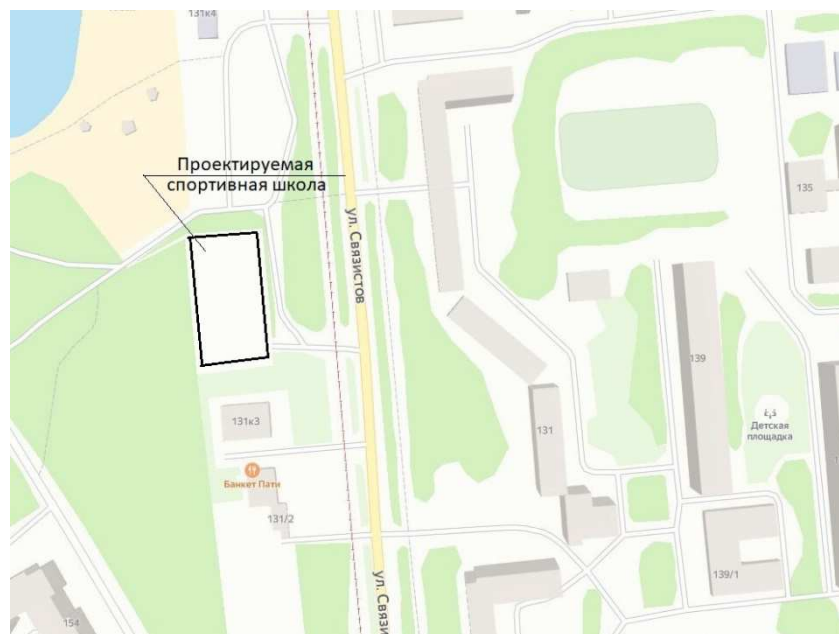 131к4
Проектируемая
спортивная школа
ул. Связистов
135
139
131
131к3
Детская
площадка
Банкет Пати
131/2
139/1
ул. Связи
154